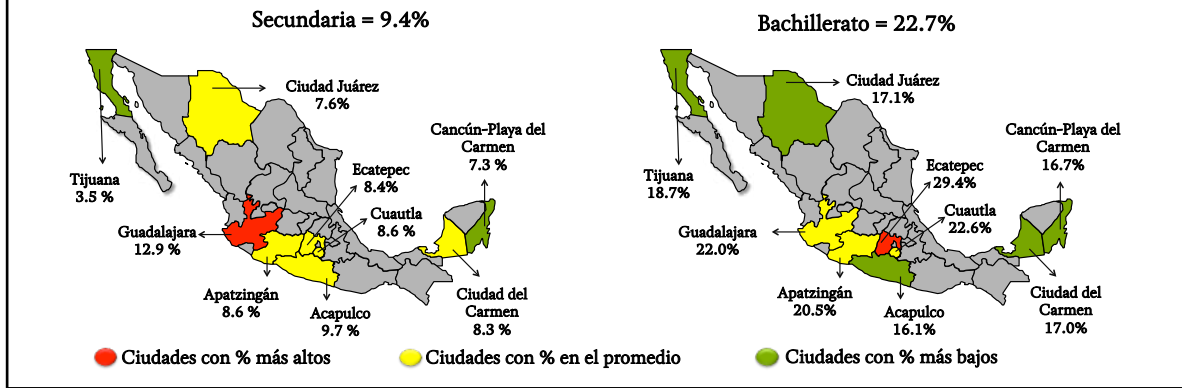 Secundaria = 9.4%
Ciudad Juárez
7.6%
Cancún-Playa del
Carmen
7.3 %
Ecatepec
8.4%
Tijuana
3.5 %
Cuautla
8.6 %
Guadalajara
12.9 %
Apatzingán
8.6 %
Acapulco
9.7 %
Ciudad del
Carmen
8.3 %
Bachillerato = 22.7%
Ciudad Juárez
17.1%
Cancún-Playa del
Carmen
16.7%
Ecatepec
29.4%
Tijuana
18.7%
Cuautla
22.6%
Guadalajara
22.0%
Apatzingán
20.5%
Acapulco
16.1%
Ciudad del
Carmen
17.0%
Ciudades con % más altos
Ciudades con % en el promedio
Ciudades con % más bajos